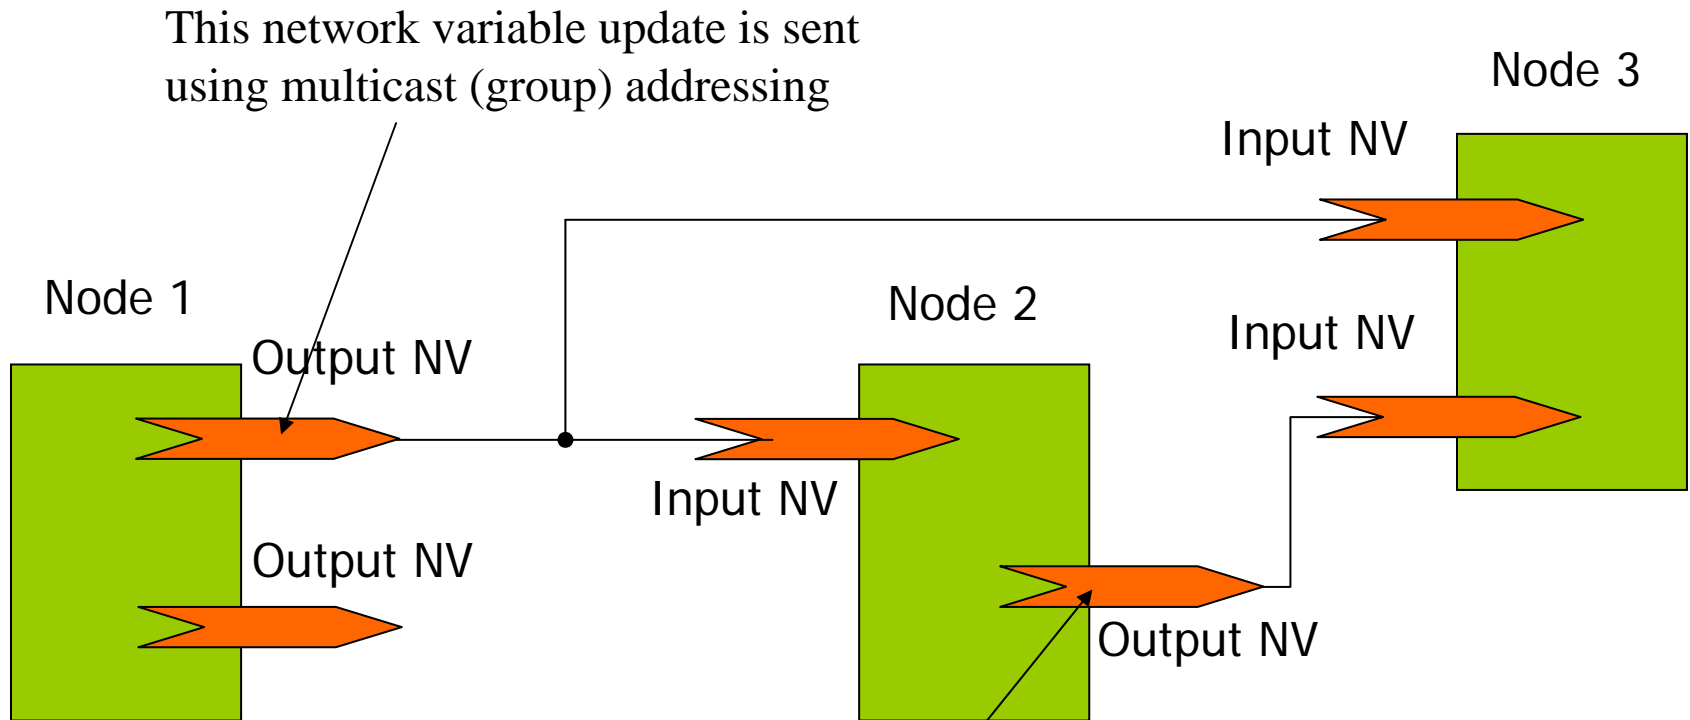 This network variable update is sent
using multicast (group) addressing
Node 3
Input NV
Node 1
Node 2
Input NV
Output NV
Input NV
Output NV
Output NV